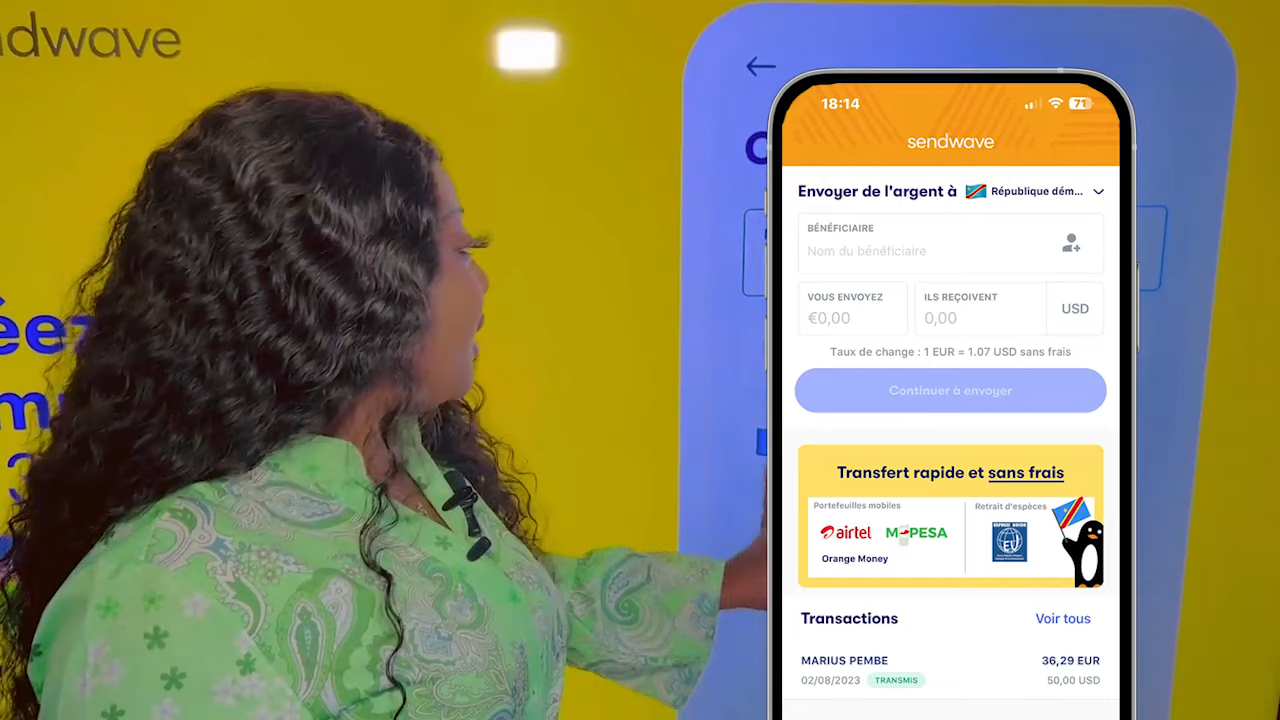 ndwave
18:14
71
sendwave
Envoyer de l'argent à République dém...
BÉNÉFICIAIRE
Nom du bénéficiaire
VOUS ENVOYEZ
€0,00
ILS REÇOIVENT
0,00
USD
Taux de change : 1 EUR = 1.07 USD sans frais
Continuer à envoyer
Transfert rapide et sans frais
Portefeuilles mobiles
Retrait d'espèces
airtel
M-PESA
Orange Money
Transactions
Voir tous
MARIUS PEMBE
36,29 EUR
02/08/2023
TRANSMIS
50,00 USD